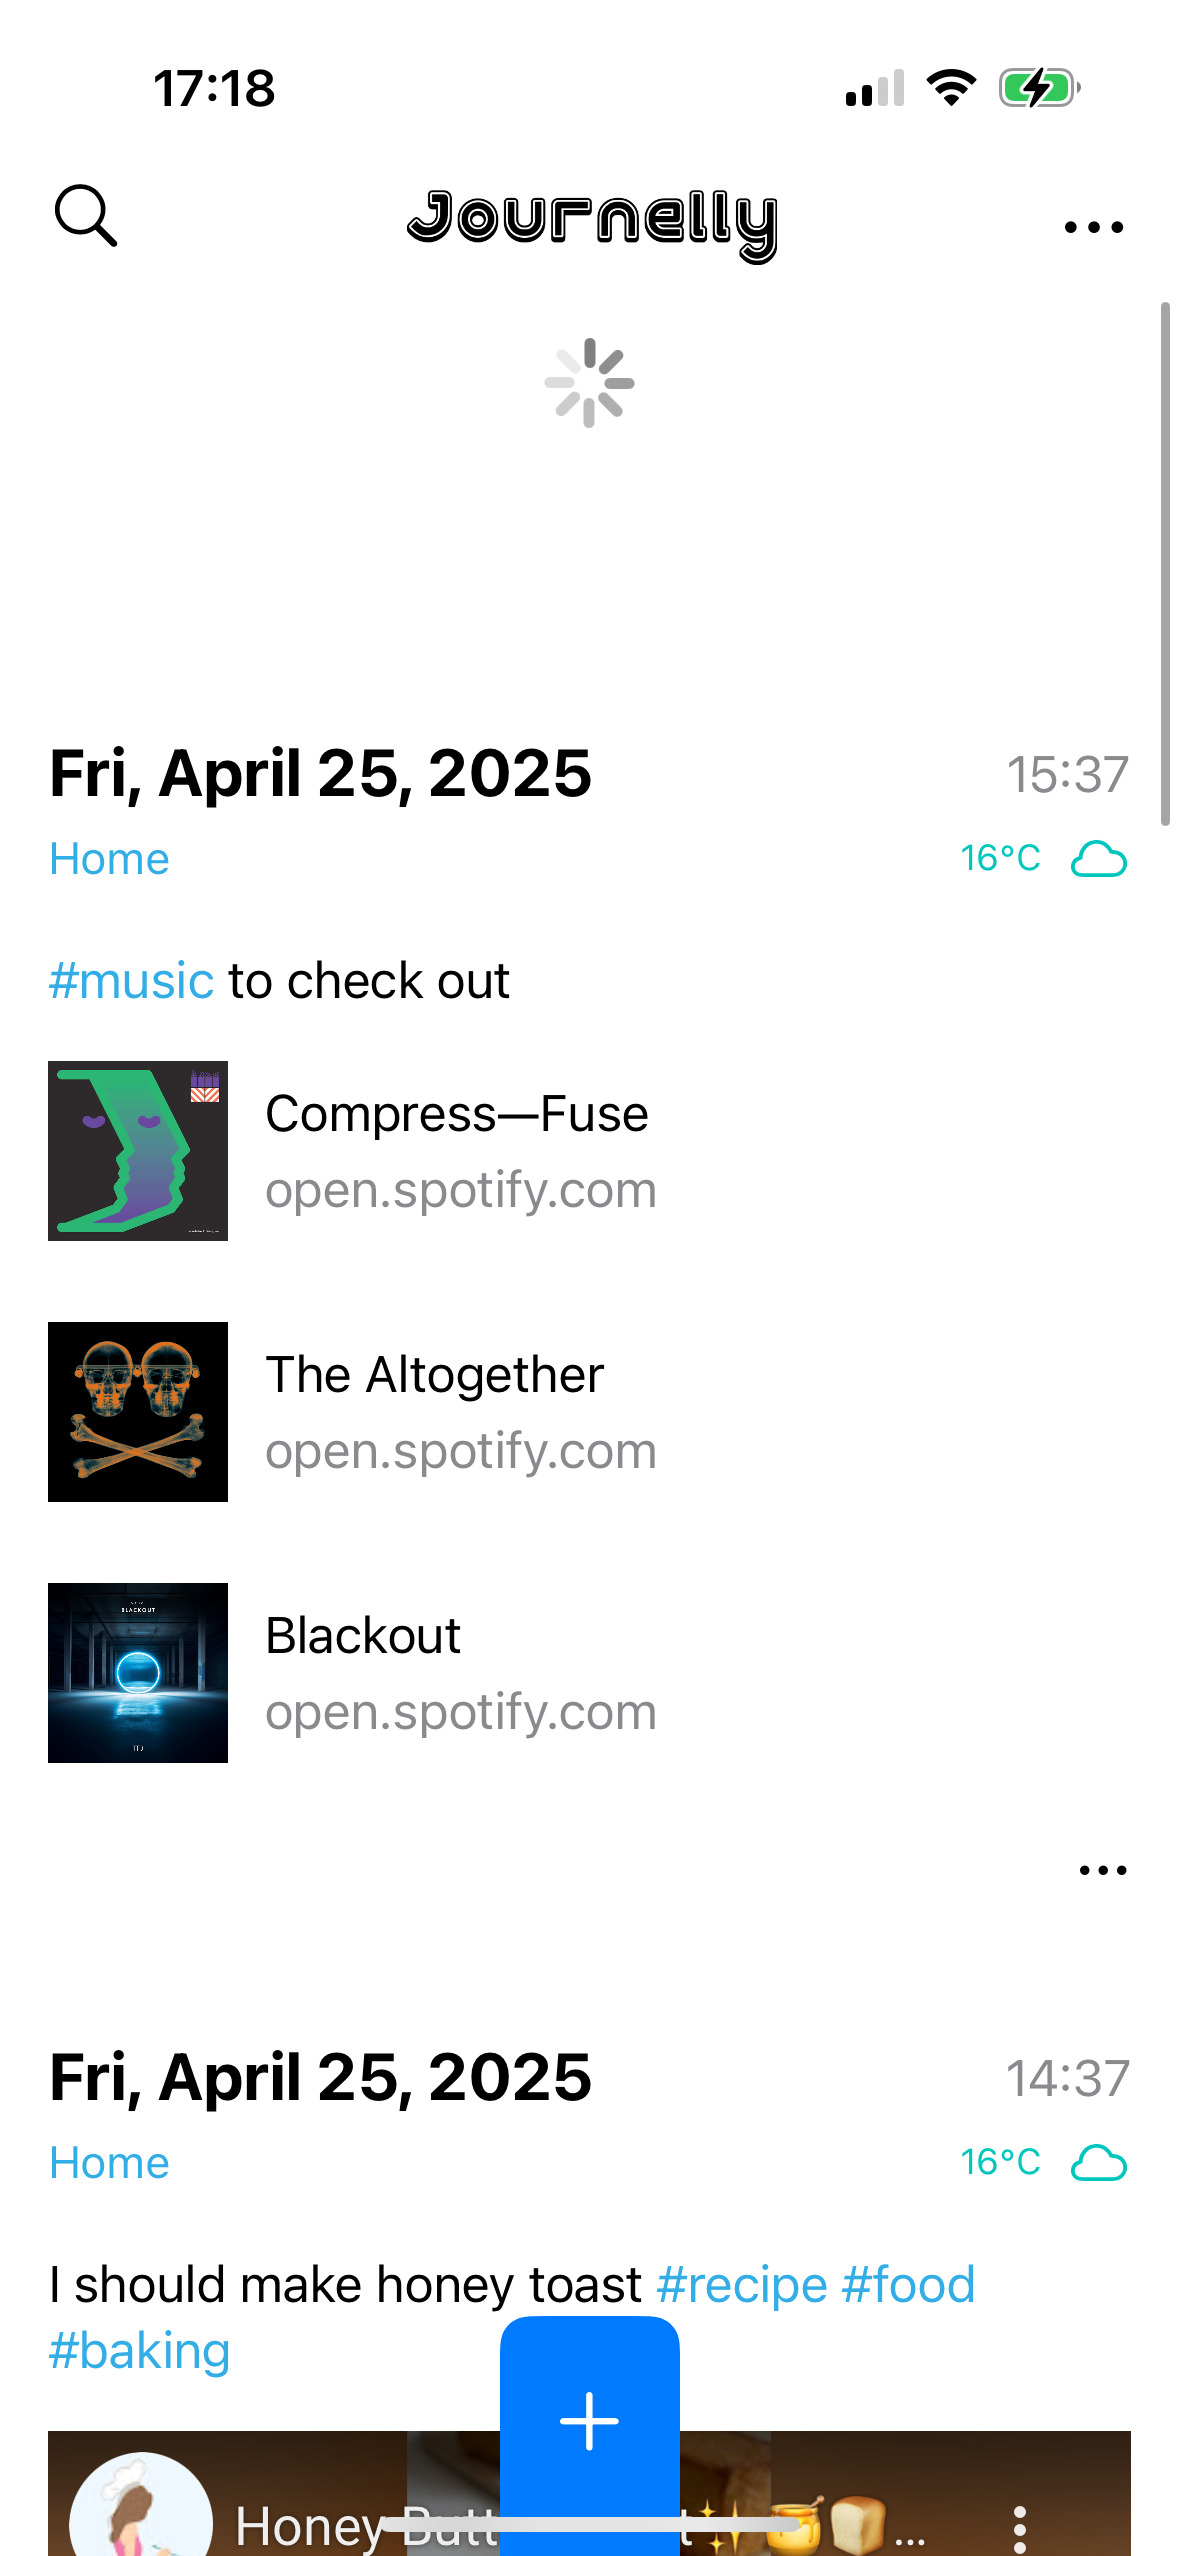 17:18
Journelly
Fri, April 25, 2025 15:37
Home 16°C
#music to check out
Compress—Fuse
open.spotify.com
The Altogether
open.spotify.com
BLACKOUT
Blackout
open.spotify.com
Fri, April 25, 2025 14:37
Home 16°C
I should make honey toast #recipe #food
#baking
Honey Butt t✨🍯🍞...